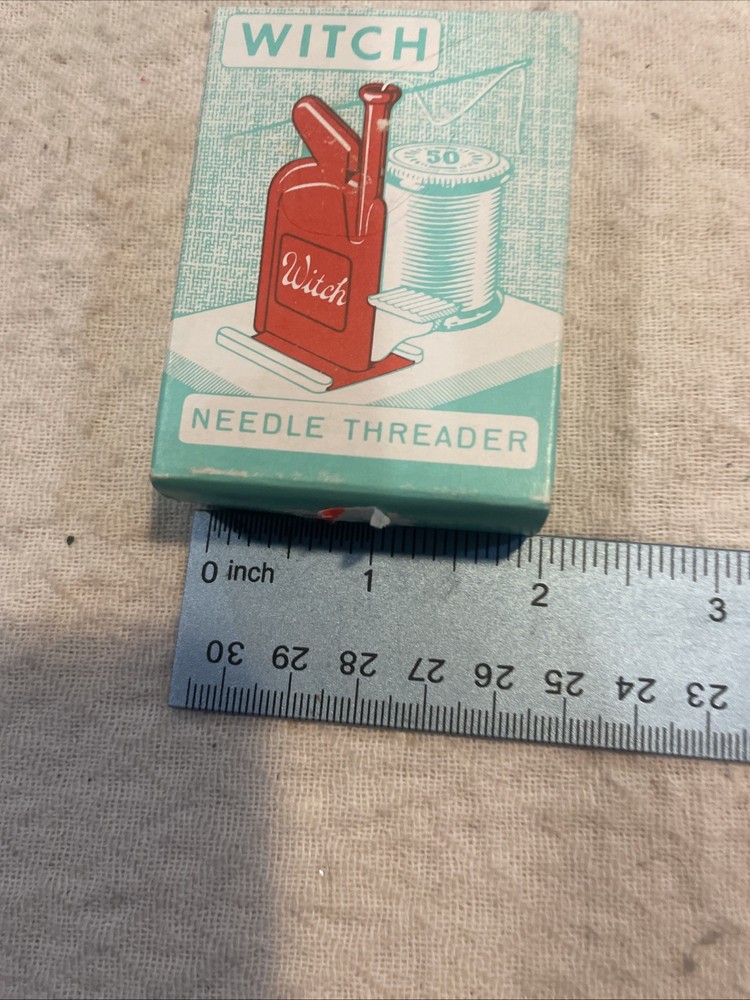 WITCH
50
Witch
NEEDLE THREADER
0 inch 1 2 3
30 29 28 27 26 25 24 23